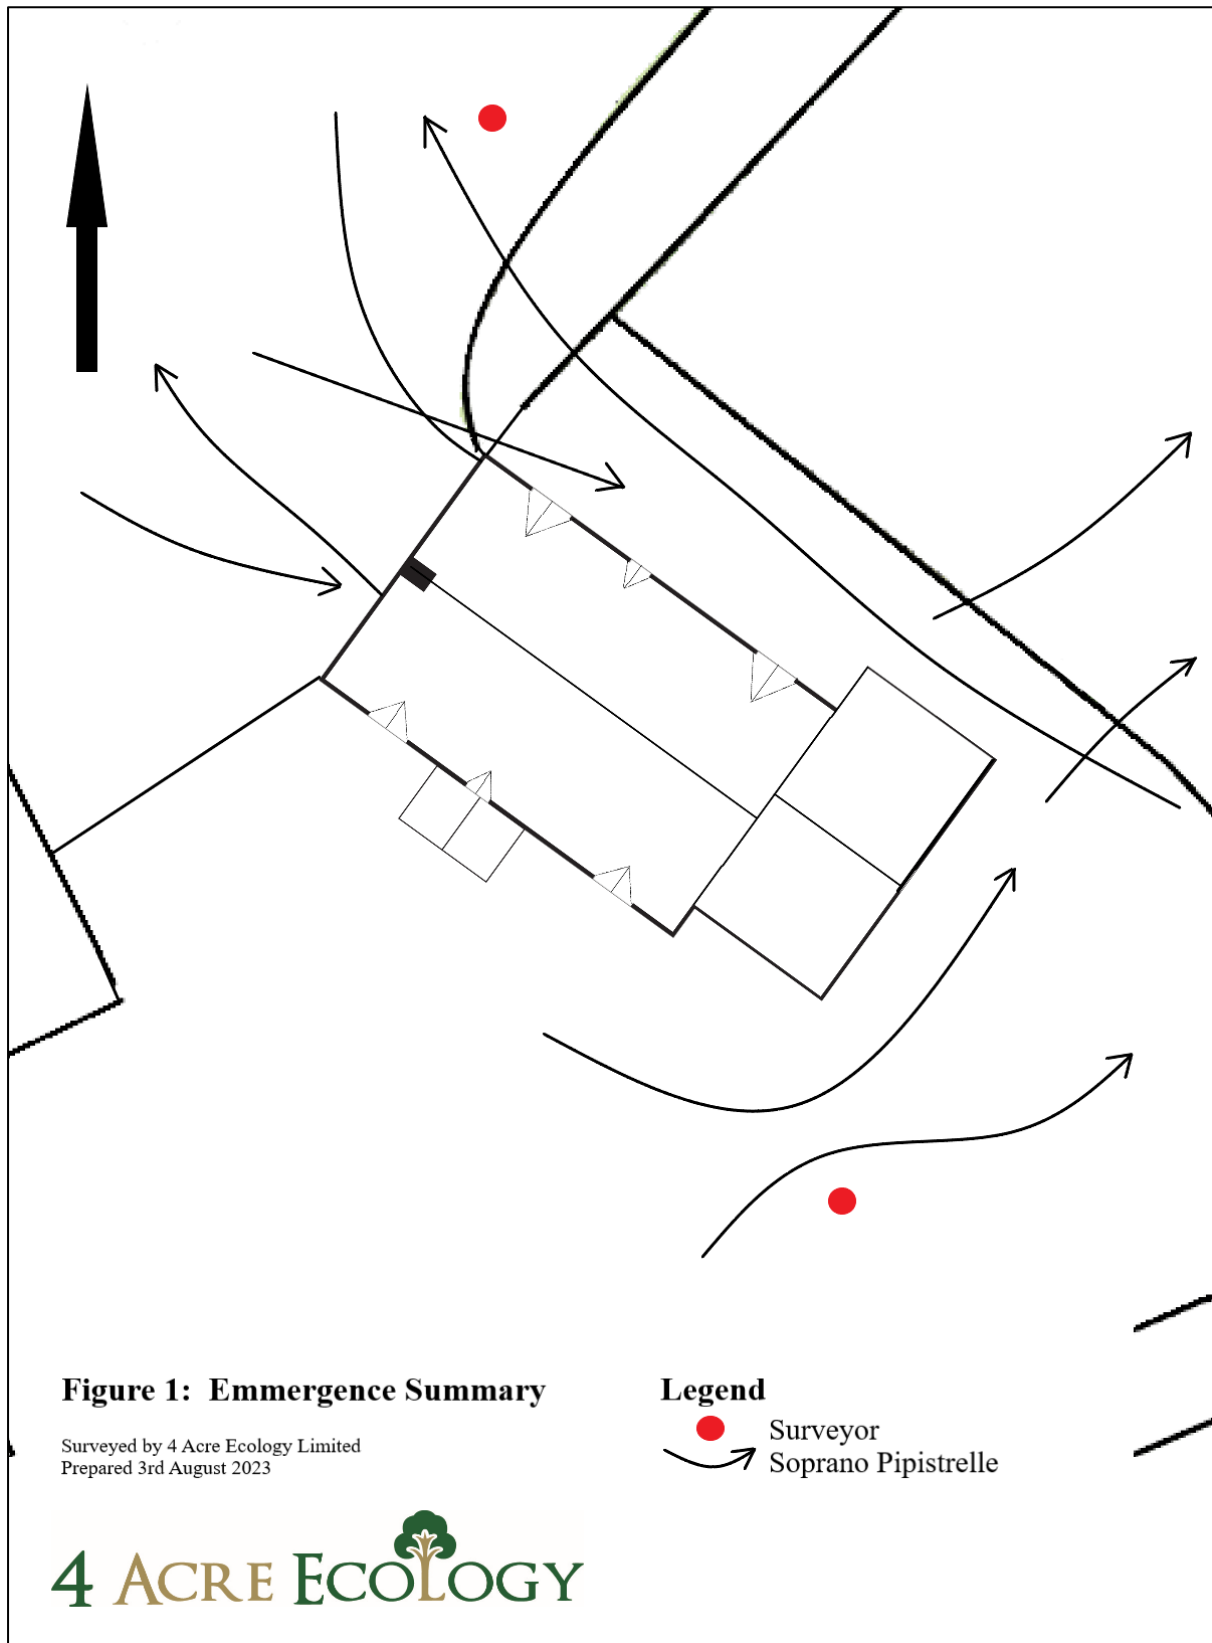 Figure 1: Emmergence Summary
Surveyed by 4 Acre Ecology Limited
Prepared 3rd August 2023
Legend
Surveyor
Soprano Pipistrelle
4 ACRE ECOLOGY